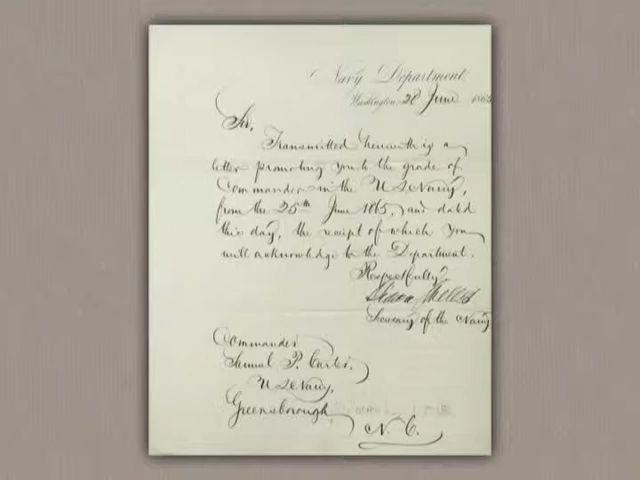 Navy Department
Washington 28 June 1865
Sir,
Transmitted herewith is a
letter promoting you to the grade of
Commander in the U S Navy,
from the 25th June 1865, and dated
this day, the receipt of which you
will acknowledge to the Department.
Respectfully
Secretary of the Navy
Commander
Samuel P. Carter.
U S Navy,
Greensborough,
N. C.